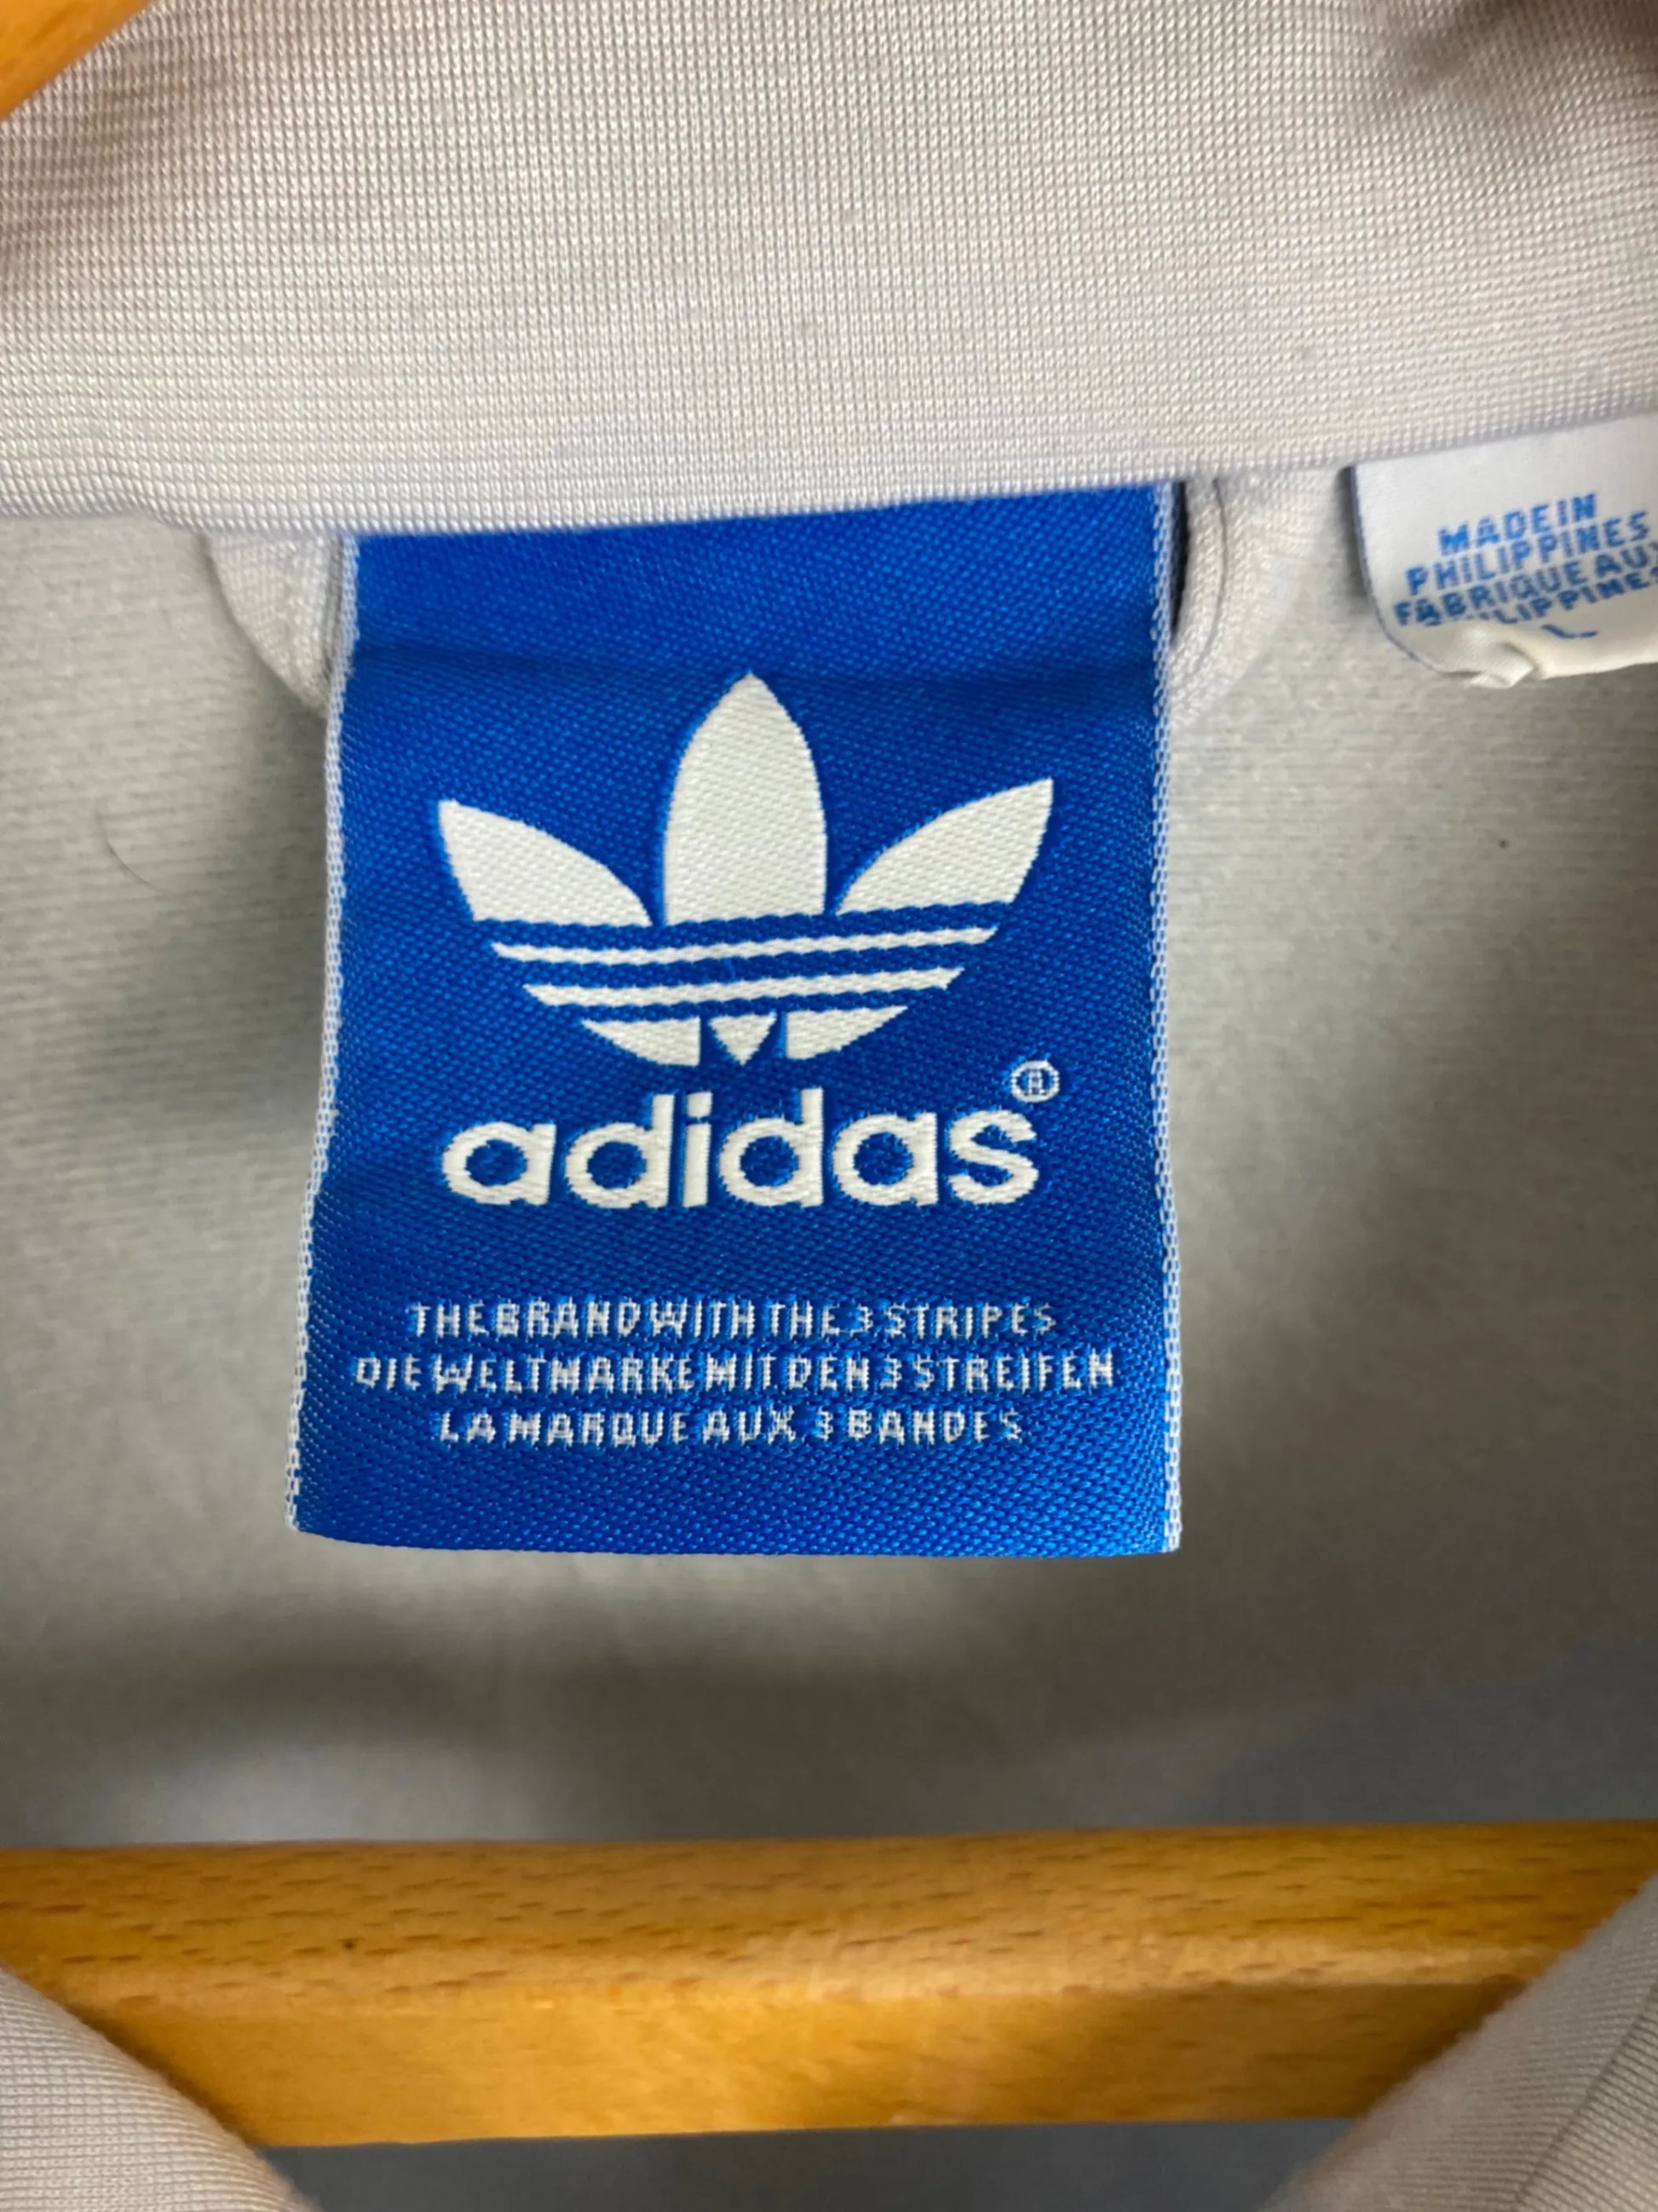 adidas®
THE BRAND WITH THE 3 STRIPES
DIE WELTMARKE MIT DEN 3 STREIFEN
LA MARQUE AUX 3 BANDES
MADE IN
PHILIPPINES
FABRIQUE AUX
PHILIPPINES
L